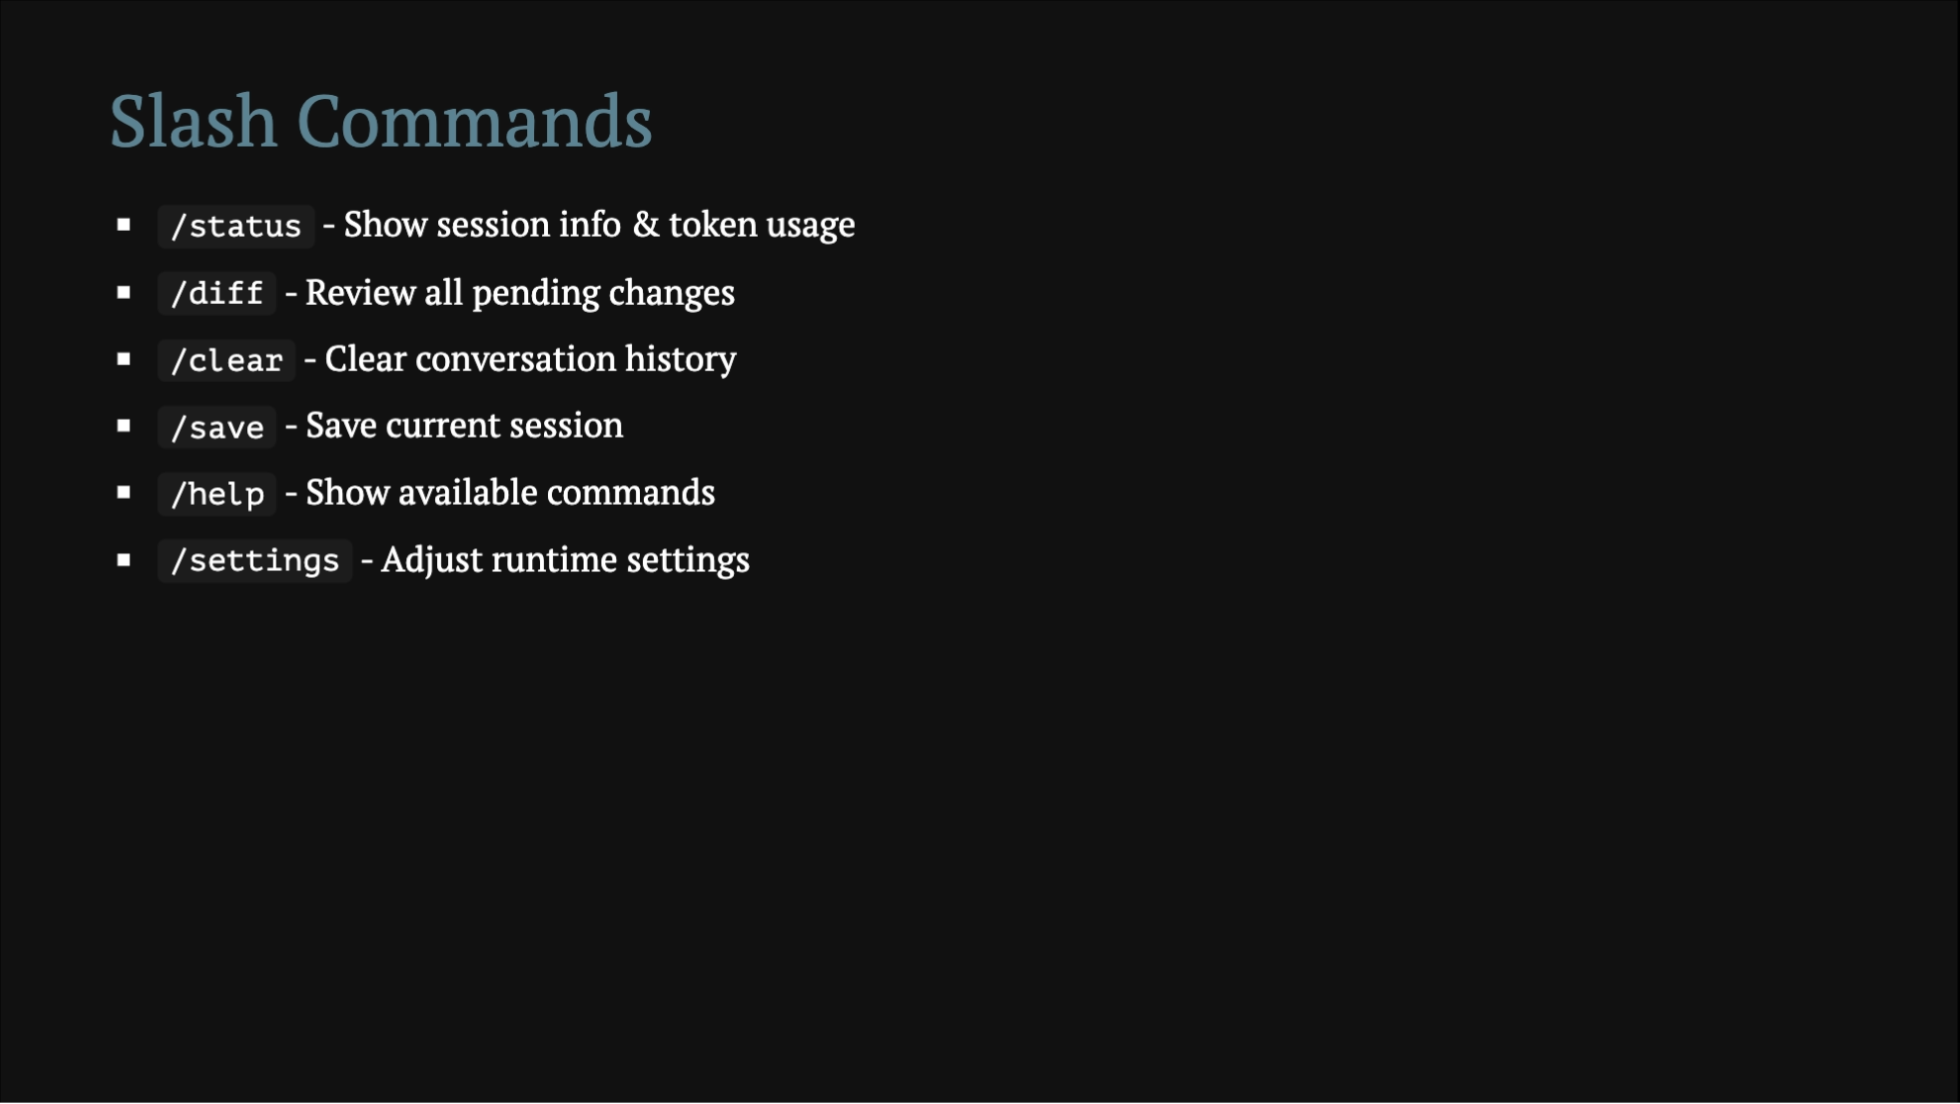 Slash Commands
▪ /status - Show session info & token usage
▪ /diff - Review all pending changes
▪ /clear - Clear conversation history
▪ /save - Save current session
▪ /help - Show available commands
▪ /settings - Adjust runtime settings